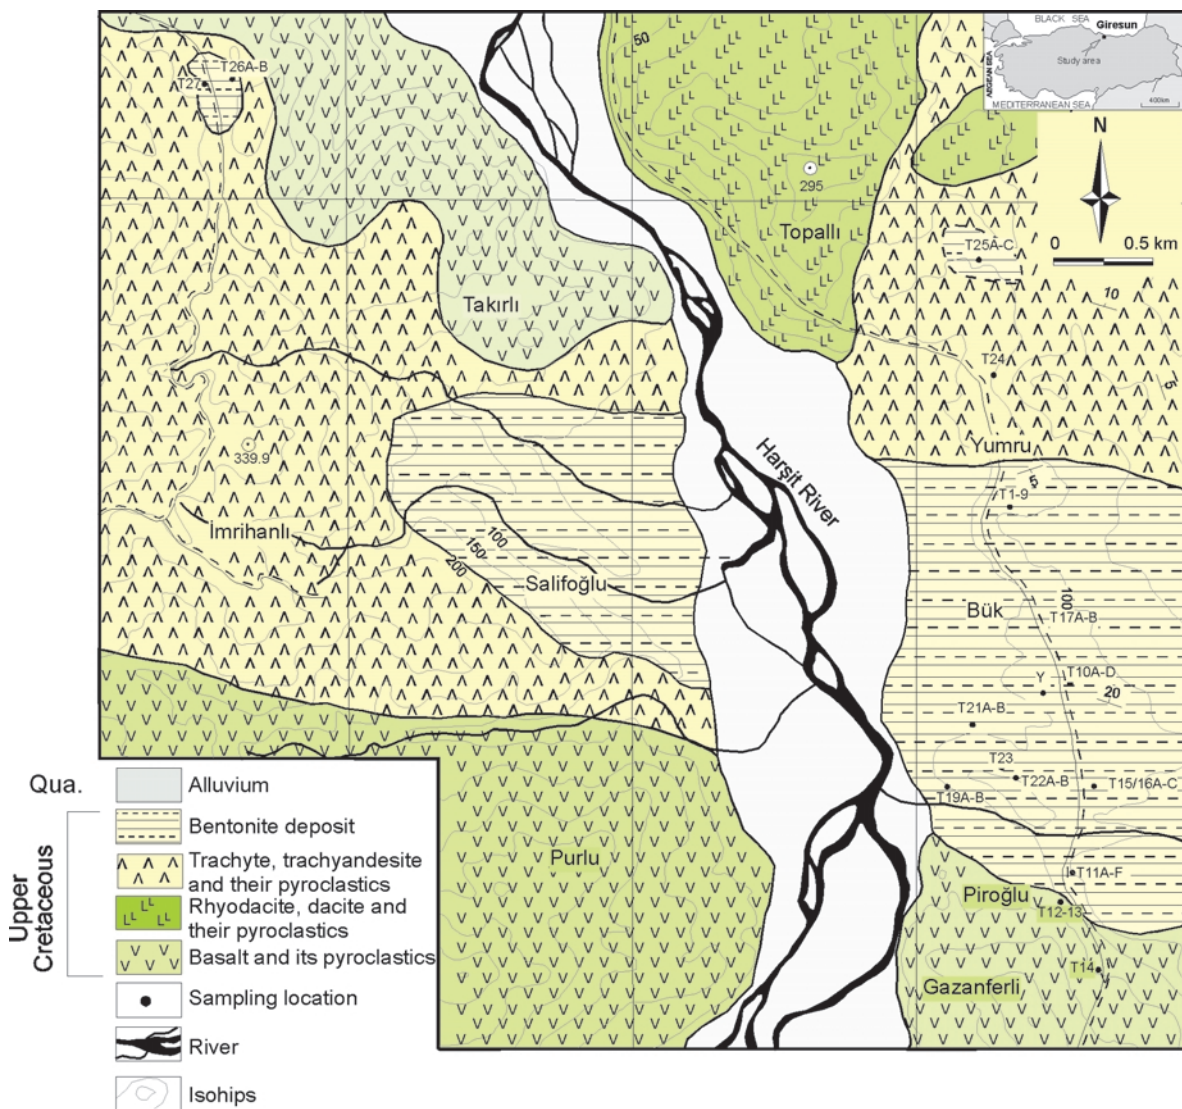 BLACK SEA
Giresun
Study area
AEGEAN SEA
MEDITERRANEAN SEA
400km
N
0 0.5 km
50
T26A-B
T27
295
Topallı
T25A-C
10
Takırlı
T24
5
Yumru
339.9
Harşit River
5
T1-9
İmrihanlı
100
150
200
Salifoğlu
100
Bük
T17A-B
Y
T10A-D
20
T21A-B
T23
T22A-B
T15/16A-C
T19A-B
Purlu
T11A-F
Piroğlu
T12-13
T14
Gazanferli
Qua.
Alluvium
Upper
Cretaceous
Bentonite deposit
Trachyte, trachyandesite
and their pyroclastics
Rhyodacite, dacite and
their pyroclastics
Basalt and its pyroclastics
Sampling location
River
Isohips